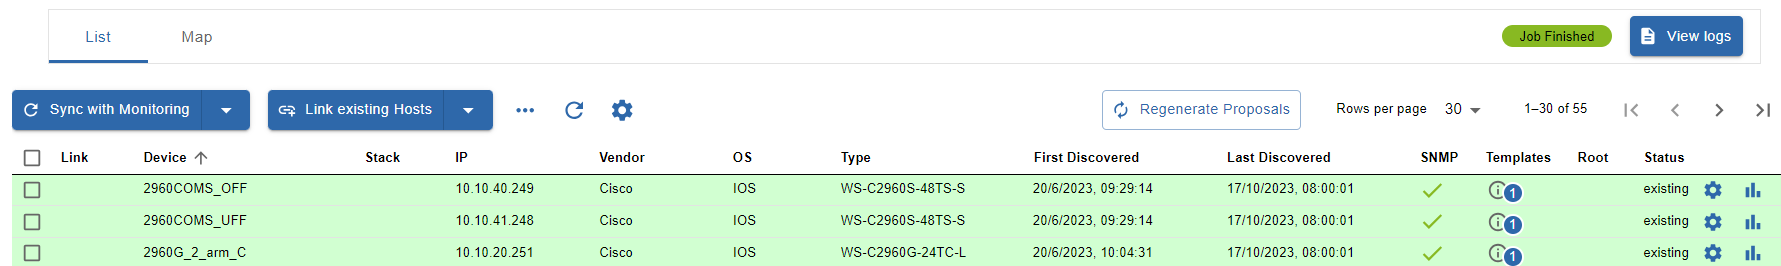 List Map Job Finished View logs
Sync with Monitoring Link existing Hosts Regenerate Proposals Rows per page 30 1–30 of 55
Link Device Stack IP Vendor OS Type First Discovered Last Discovered SNMP Templates Root Status
2960COMS_OFF 10.10.40.249 Cisco IOS WS-C2960S-48TS-S 20/6/2023, 09:29:14 17/10/2023, 08:00:01 1 existing
2960COMS_UFF 10.10.41.248 Cisco IOS WS-C2960S-48TS-S 20/6/2023, 09:29:14 17/10/2023, 08:00:01 1 existing
2960G_2_arm_C 10.10.20.251 Cisco IOS WS-C2960G-24TC-L 20/6/2023, 10:04:31 17/10/2023, 08:00:01 1 existing